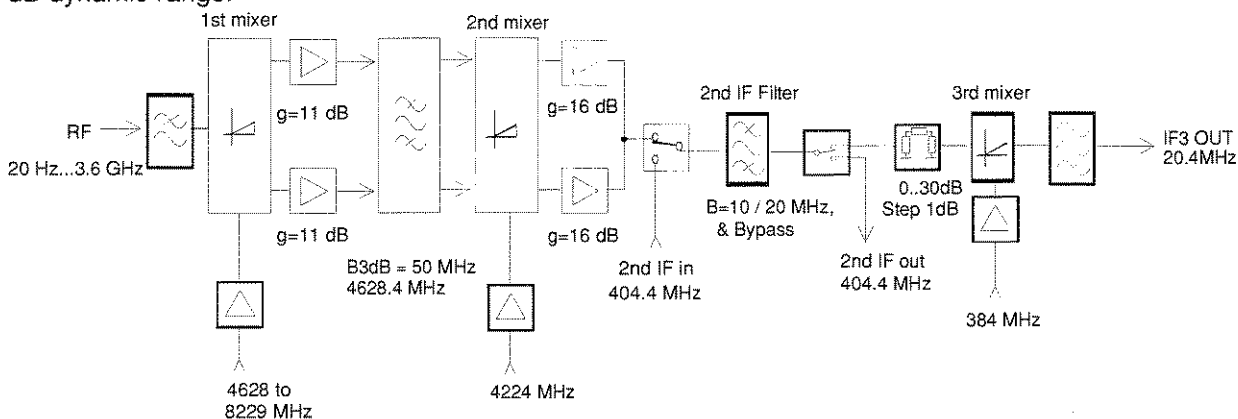 dB dynamic range.
1st mixer
2nd mixer
g=11 dB
g=16 dB
2nd IF Filter
3rd mixer
RF
20 Hz...3.6 GHz
IF3 OUT
20.4MHz
g=11 dB
g=16 dB
B=10 / 20 MHz,
& Bypass
0..30dB
Step 1dB
B3dB = 50 MHz
4628.4 MHz
2nd IF in
404.4 MHz
2nd IF out
404.4 MHz
384 MHz
4628 to
8229 MHz
4224 MHz